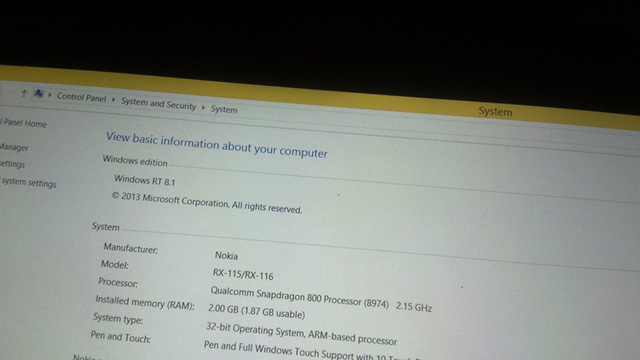 Control Panel System and Security System
System
Panel Home
View basic information about your computer
Windows edition
Windows RT 8.1
system settings
© 2013 Microsoft Corporation. All rights reserved.
System
Manufacturer: Nokia
Model: RX-115/RX-116
Processor: Qualcomm Snapdragon 800 Processor (8974) 2.15 GHz
Installed memory (RAM): 2.00 GB (1.87 GB usable)
System type: 32-bit Operating System, ARM-based processor
Pen and Touch: Pen and Full Windows Touch Support with 10